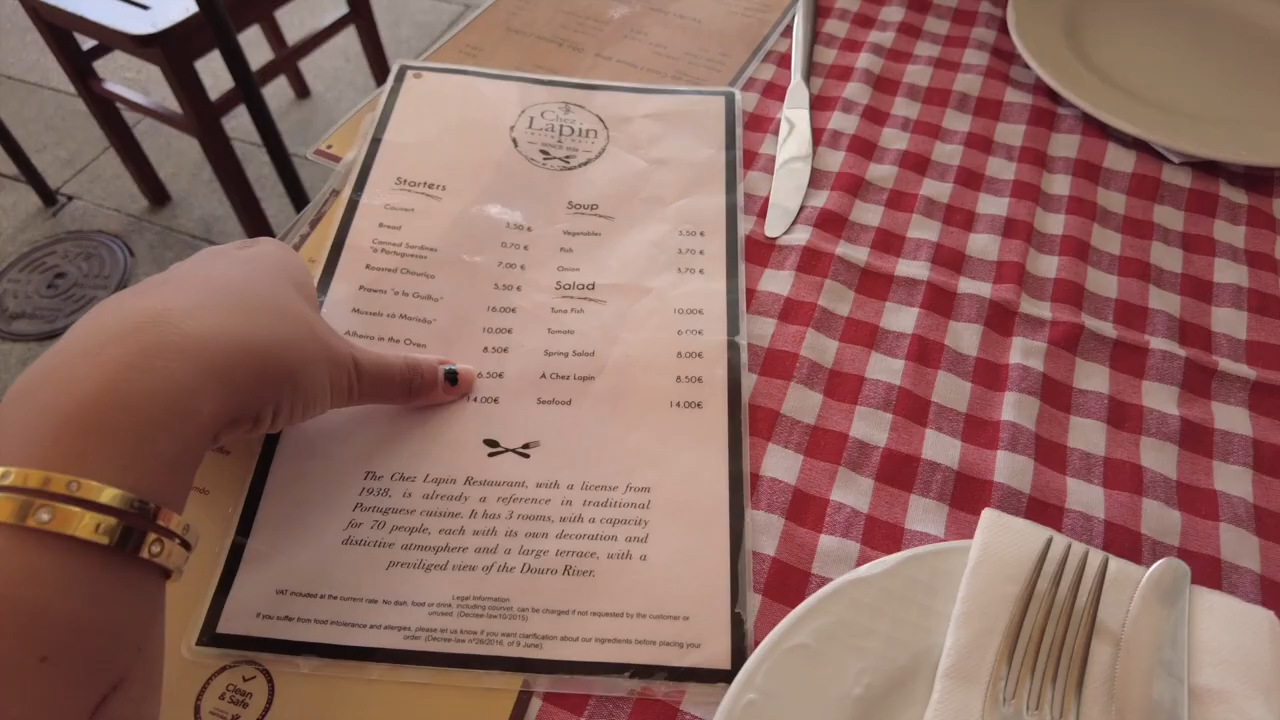 Chez
Lapin
SINCE 1938
Starters
Couvert
Bread 3,50 €
Canned Sardines 0,70 €
"à Portuguesa"
Roasted Chouriço 7,00 €
Prawns "a la Guilho" 5,50 €
Mussels "à Marisão" 16.00€
Alheira in the Oven 10,00€
8.50€
6.50€
14.00€
Soup
Vegetables 3,50 €
Fish 3,70 €
Onion 3,70 €
Salad
Tuna Fish 10.00€
Tomato 6.00€
Spring Salad 8,00€
À Chez Lapin 8.50€
Seafood 14.00€
The Chez Lapin Restaurant, with a license from
1938, is already a reference in traditional
Portuguese cuisine. It has 3 rooms, with a capacity
for 70 people, each with its own decoration and
distictive atmosphere and a large terrace, with a
previliged view of the Douro River.
Legal Information
VAT included at the current rate. No dish, food or drink, including courvet, can be charged if not requested by the customer or
unused. (Decree-law10/2015)
If you suffer from food intolerance and allergies, please let us know if you want clarification about our ingredients before placing your
order. (Decree-law nº26/2016, of 9 June).
Clean
& Safe